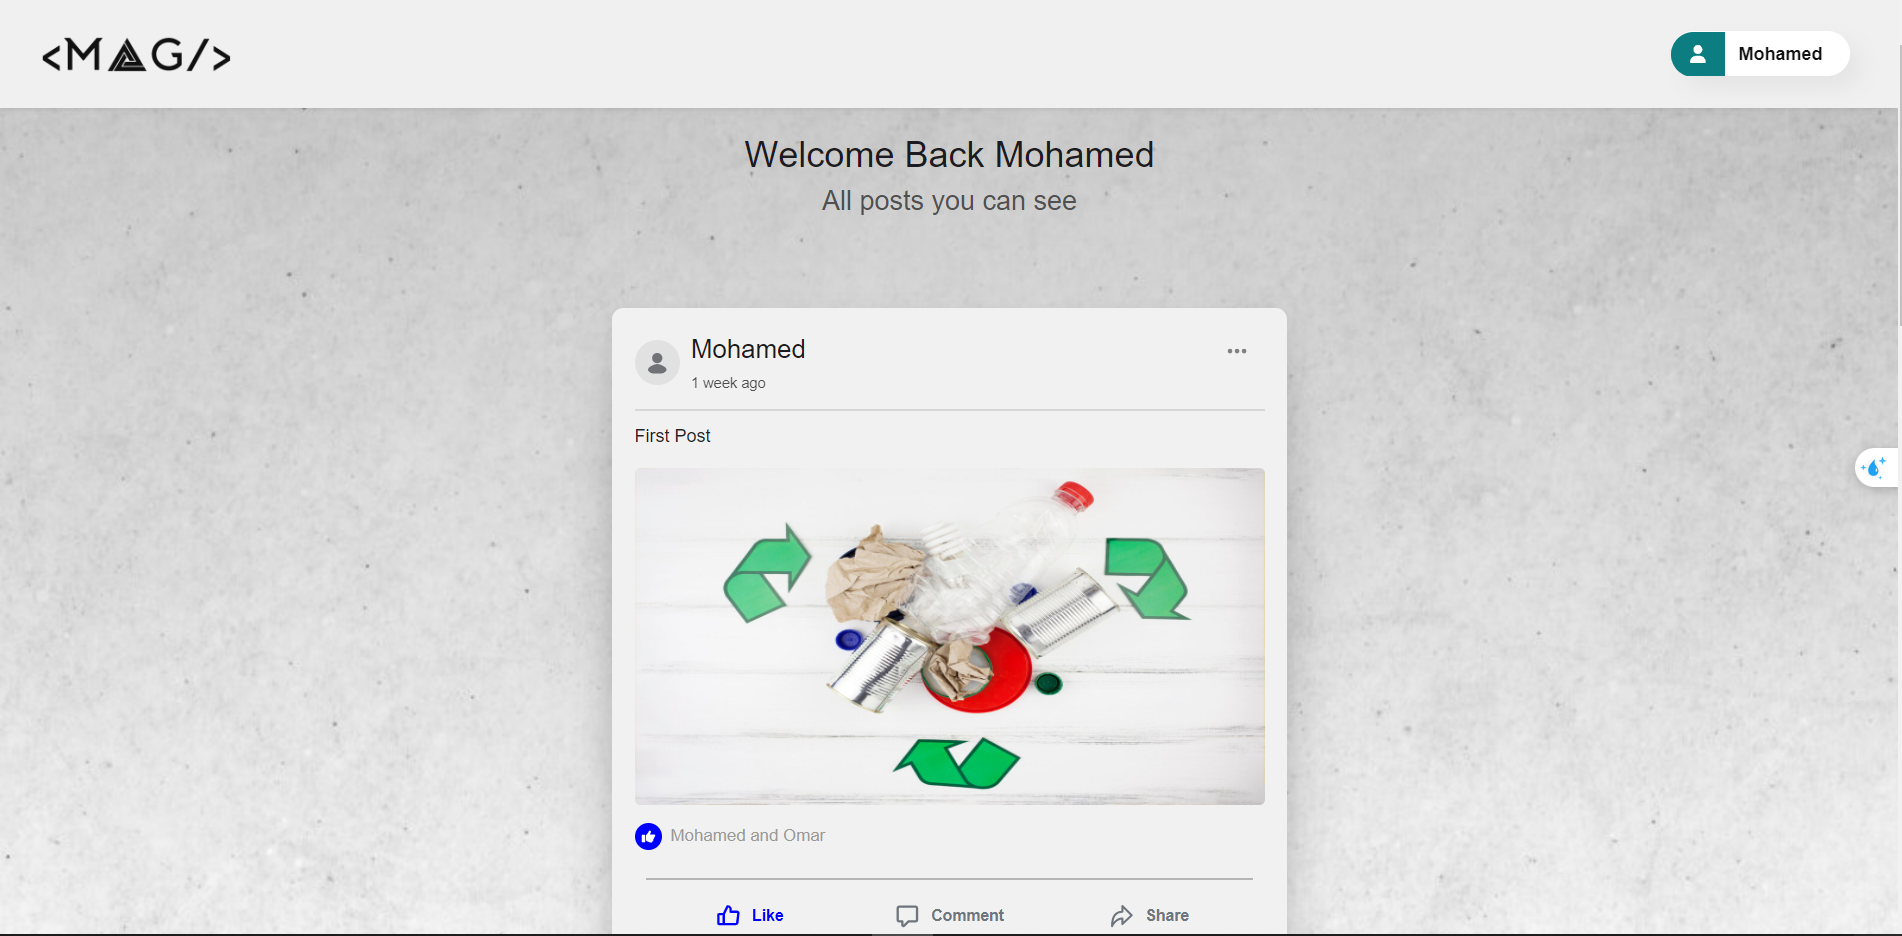 <MAG/>
Mohamed
Welcome Back Mohamed
All posts you can see
Mohamed
1 week ago
First Post
Mohamed and Omar
Like
Comment
Share